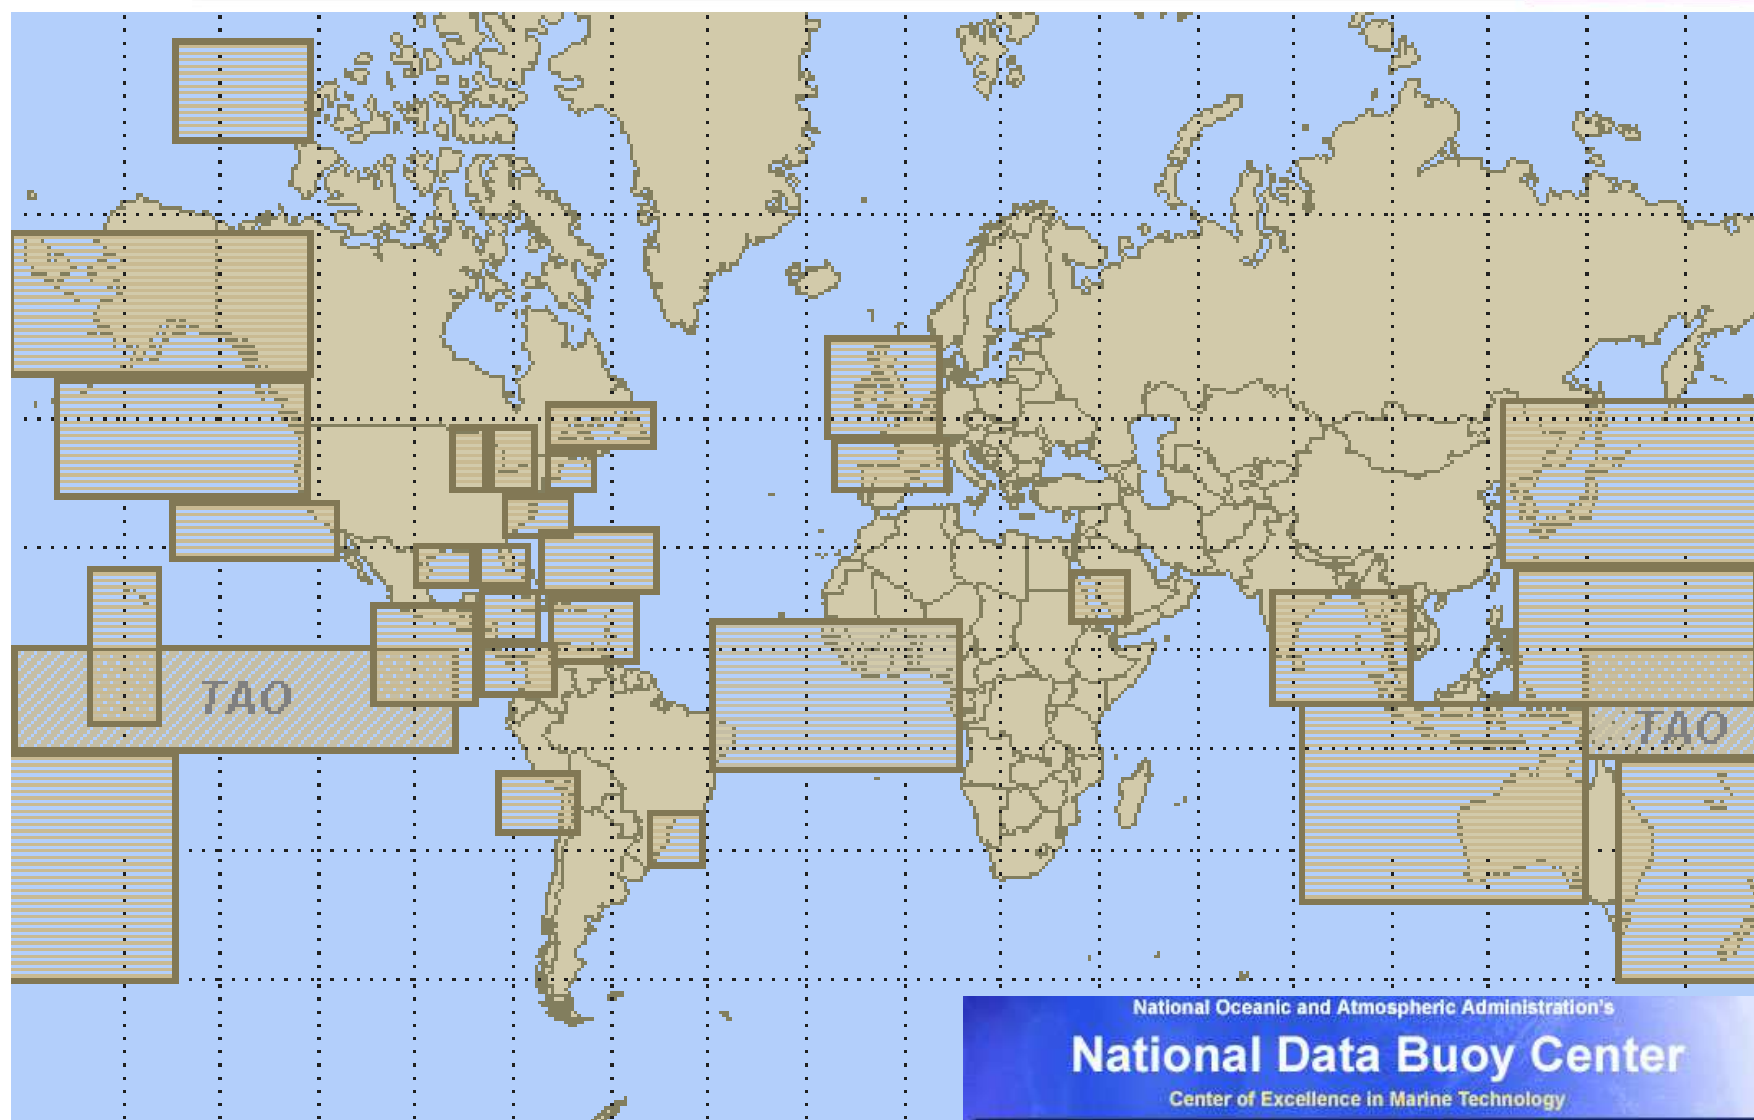 TAO
TAO
National Oceanic and Atmospheric Administration's
National Data Buoy Center
Center of Excellence in Marine Technology